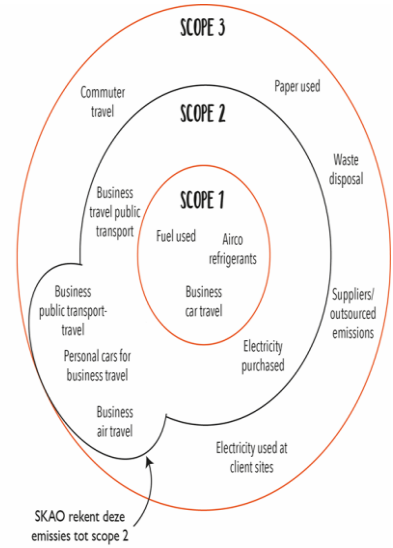 SCOPE 3
Commuter
travel
Paper used
SCOPE 2
Waste
disposal
Business
travel public
transport
SCOPE 1
Fuel used
Airco
refrigerants
Business
car travel
Business
public transport-
travel
Suppliers/
outsourced
emissions
Personal cars for
business travel
Electricity
purchased
Business
air travel
Electricity used at
client sites
SKAO rekent deze
emissies tot scope 2